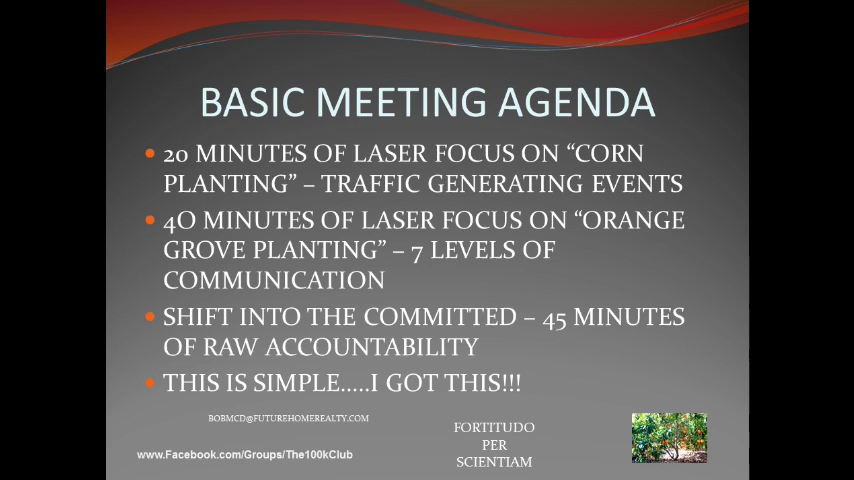 BASIC MEETING AGENDA
• 20 MINUTES OF LASER FOCUS ON “CORN
PLANTING” – TRAFFIC GENERATING EVENTS
• 4O MINUTES OF LASER FOCUS ON “ORANGE
GROVE PLANTING” – 7 LEVELS OF
COMMUNICATION
• SHIFT INTO THE COMMITTED – 45 MINUTES
OF RAW ACCOUNTABILITY
• THIS IS SIMPLE.....I GOT THIS!!!
BOBMCD@FUTUREHOMEREALTY.COM
www.Facebook.com/Groups/The100kClub
FORTITUDO
PER
SCIENTIAM